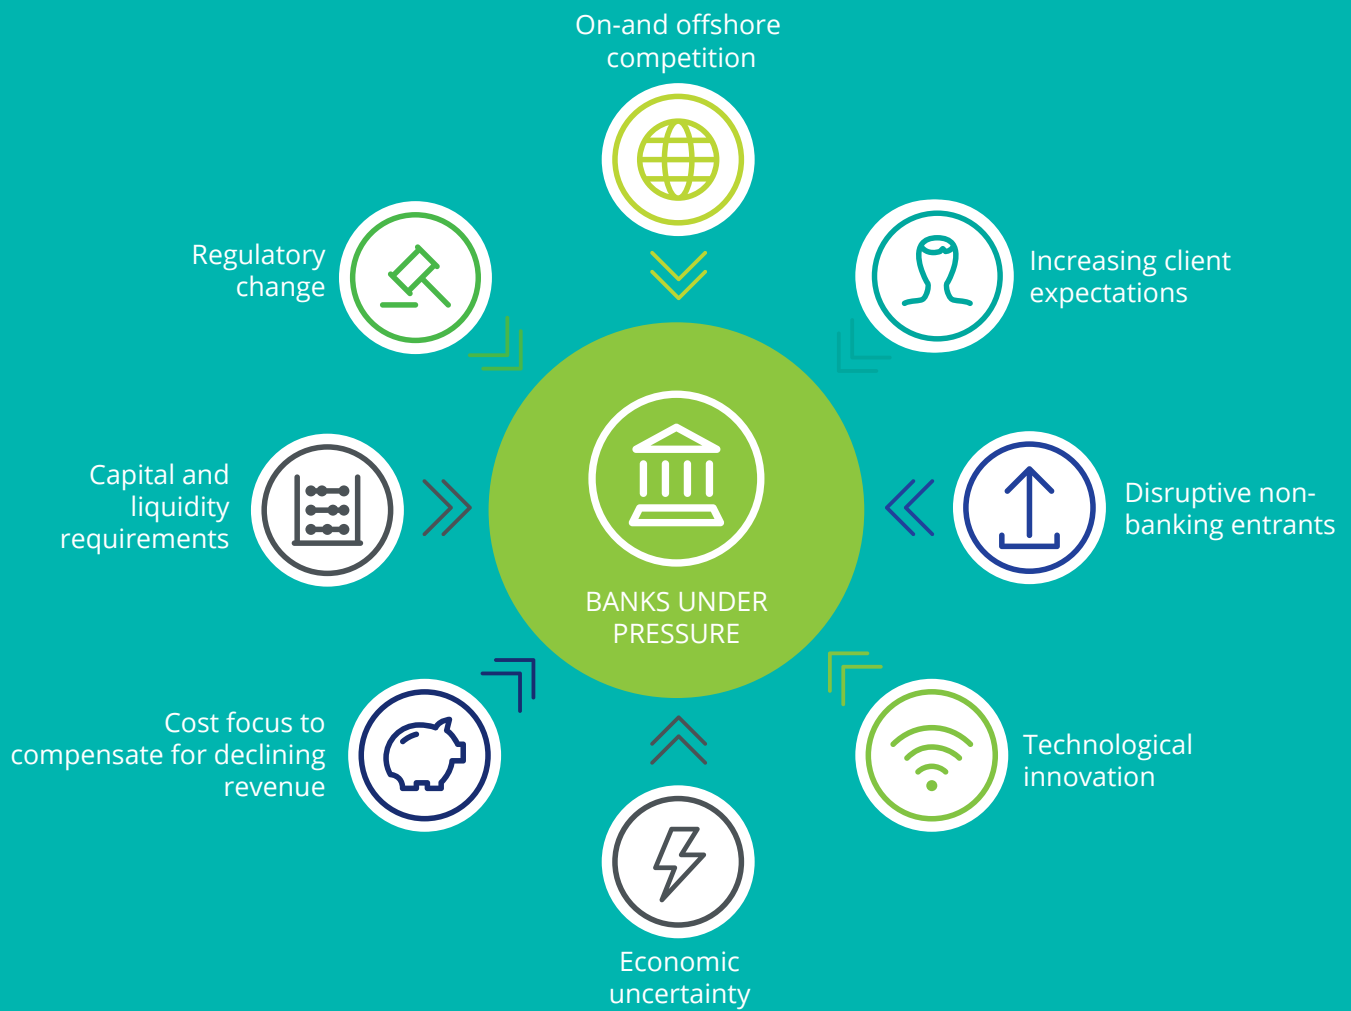 On-and offshore
competition
Regulatory
change
Increasing client
expectations
Capital and
liquidity
requirements
Disruptive non-
banking entrants
BANKS UNDER
PRESSURE
Cost focus to
compensate for declining
revenue
Technological
innovation
Economic
uncertainty